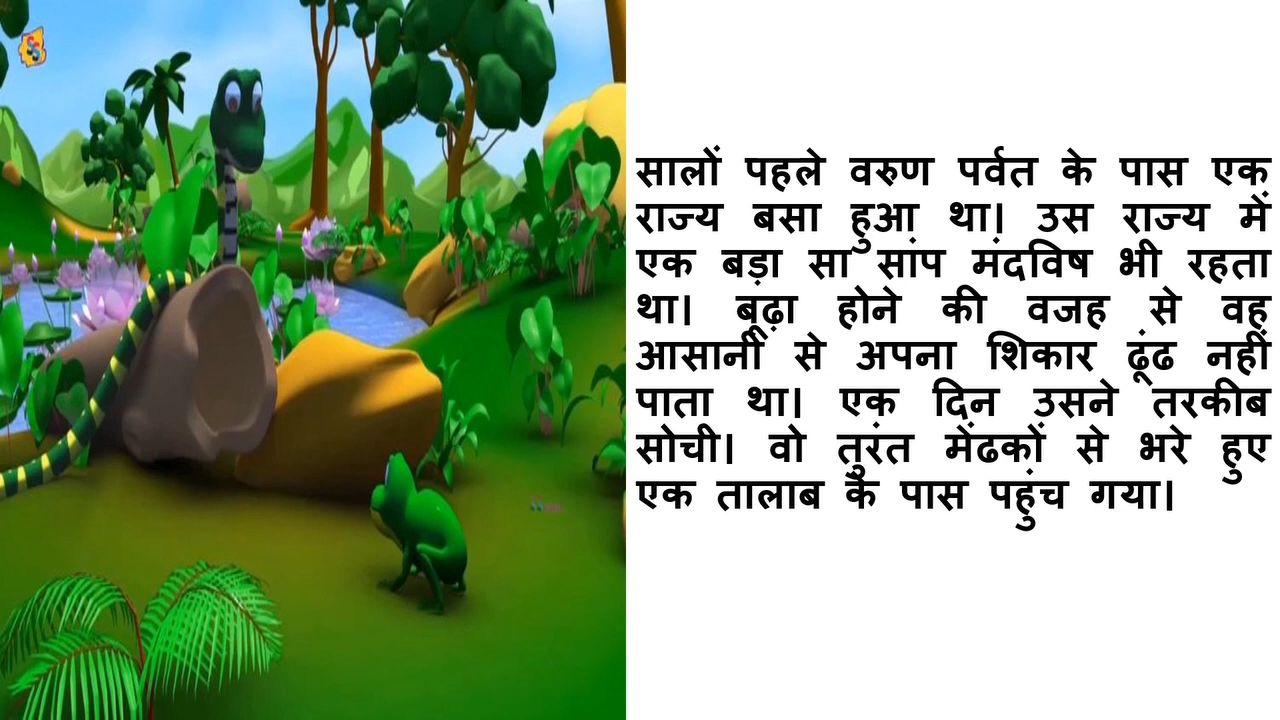 सालों पहले वरुण पर्वत के पास एक
राज्य बसा हुआ था। उस राज्य में
एक बड़ा सा सांप मंदविष भी रहता
था। बूढ़ा होने की वजह से वह
आसानी से अपना शिकार ढूंढ नहीं
पाता था। एक दिन उसने तरकीब
सोची। वो तुरंत मेंढकों से भरे हुए
एक तालाब के पास पहुंच गया।